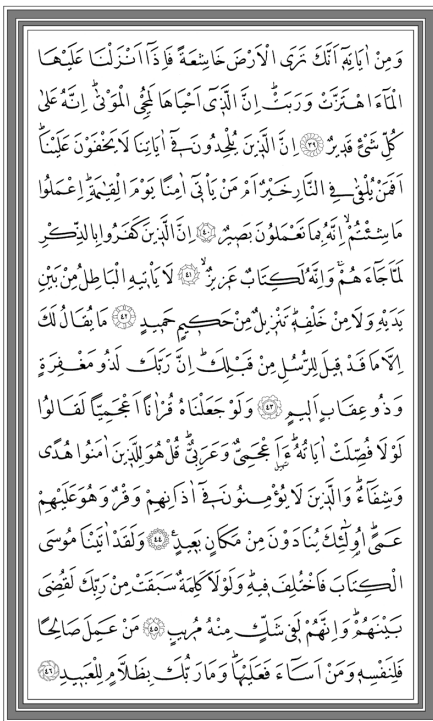 وَمِنْ اٰيَاتِهٖٓ اَنَّكَ تَرَى الْاَرْضَ خَاشِعَةً فَاِذَٓا اَنْزَلْنَا عَلَيْهَا
الْمَٓاءَ اهْتَزَّتْ وَرَبَتْۜ اِنَّ الَّذٖٓي اَحْيَاهَا لَمُحْيِ الْمَوْتٰىۜ اِنَّهُ عَلٰى
كُلِّ شَيْءٍ قَدٖيرٌ ﴿٣٩﴾ اِنَّ الَّذٖينَ يُلْحِدُونَ فٖٓي اٰيَاتِنَا لَا يَخْفَوْنَ عَلَيْنَاۜ
اَفَمَنْ يُلْقٰى فِي النَّارِ خَيْرٌ اَمْ مَنْ يَأْتٖٓي اٰمِنًا يَوْمَ الْقِيٰمَةِۜ اِعْمَلُوا
مَا شِئْتُمْۙ اِنَّهُ بِمَا تَعْمَلُونَ بَصٖيرٌ ﴿٤٠﴾ اِنَّ الَّذٖينَ كَفَرُوا بِالذِّكْرِ
لَمَّا جَٓاءَهُمْۚ وَاِنَّهُ لَكِتَابٌ عَزٖيزٌۙ ﴿٤١﴾ لَا يَأْتٖيهِ الْبَاطِلُ مِنْ بَيْنِ
يَدَيْهِ وَلَا مِنْ خَلْفِهٖۜ تَنْزٖيلٌ مِنْ حَكٖيمٍ حَمٖيدٍ ﴿٤٢﴾ مَا يُقَالُ لَكَ
اِلَّا مَا قَدْ قٖيلَ لِلرُّسُلِ مِنْ قَبْلِكَۜ اِنَّ رَبَّكَ لَذُو مَغْفِرَةٍ
وَذُو عِقَابٍ اَلٖيمٍ ﴿٤٣﴾ وَلَوْ جَعَلْنَاهُ قُرْاٰنًا اَعْجَمِيًّا لَقَالُوا
لَوْلَا فُصِّلَتْ اٰيَاتُهُۜ ءَاَعْجَمِيٌّ وَعَرَبِيٌّۜ قُلْ هُوَ لِلَّذٖينَ اٰمَنُوا هُدًى
وَشِفَٓاءٌۜ وَالَّذٖينَ لَا يُؤْمِنُونَ فٖٓي اٰذَانِهِمْ وَقْرٌ وَهُوَ عَلَيْهِمْ
عَمًىۜ اُو۬لٰٓئِكَ يُنَادَوْنَ مِنْ مَكَانٍ بَعٖيدٍ۟ ﴿٤٤﴾ وَلَقَدْ اٰتَيْنَا مُوسَى
الْكِتَابَ فَاخْتُلِفَ فٖيهِۜ وَلَوْلَا كَلِمَةٌ سَبَقَتْ مِنْ رَبِّكَ لَقُضِيَ
بَيْنَهُمْۜ وَاِنَّهُمْ لَفٖي شَكٍّ مِنْهُ مُرٖيبٍ ﴿٤٥﴾ مَنْ عَمِلَ صَالِحًا
فَلِنَفْسِهٖ وَمَنْ اَسَٓاءَ فَعَلَيْهَاۜ وَمَا رَبُّكَ بِظَلَّامٍ لِلْعَبٖيدِ ﴿٤٦﴾